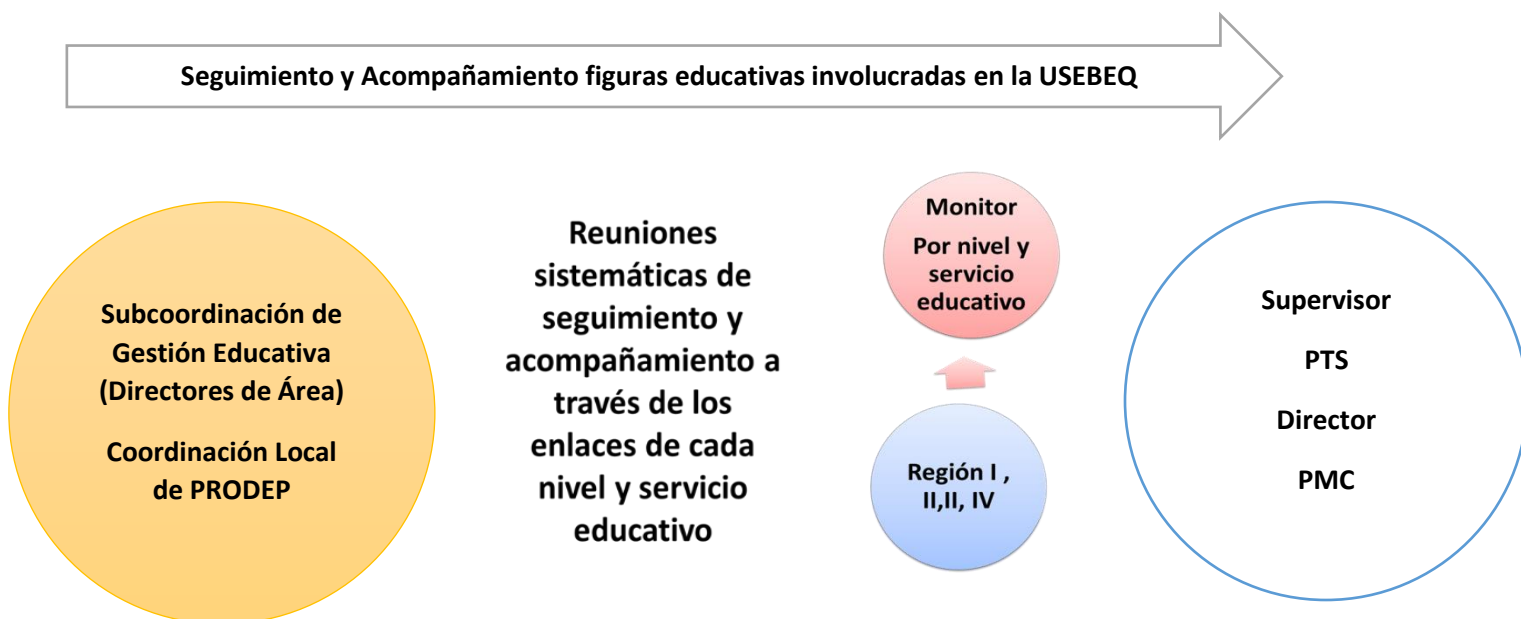 Seguimiento y Acompañamiento figuras educativas involucradas en la USEBEQ
Subcoordinación de
Gestión Educativa
(Directores de Área)
Coordinación Local
de PRODEP
Reuniones
sistemáticas de
seguimiento y
acompañamiento a
través de los
enlaces de cada
nivel y servicio
educativo
Monitor
Por nivel y
servicio
educativo
Región I ,
II,II, IV
Supervisor
PTS
Director
PMC